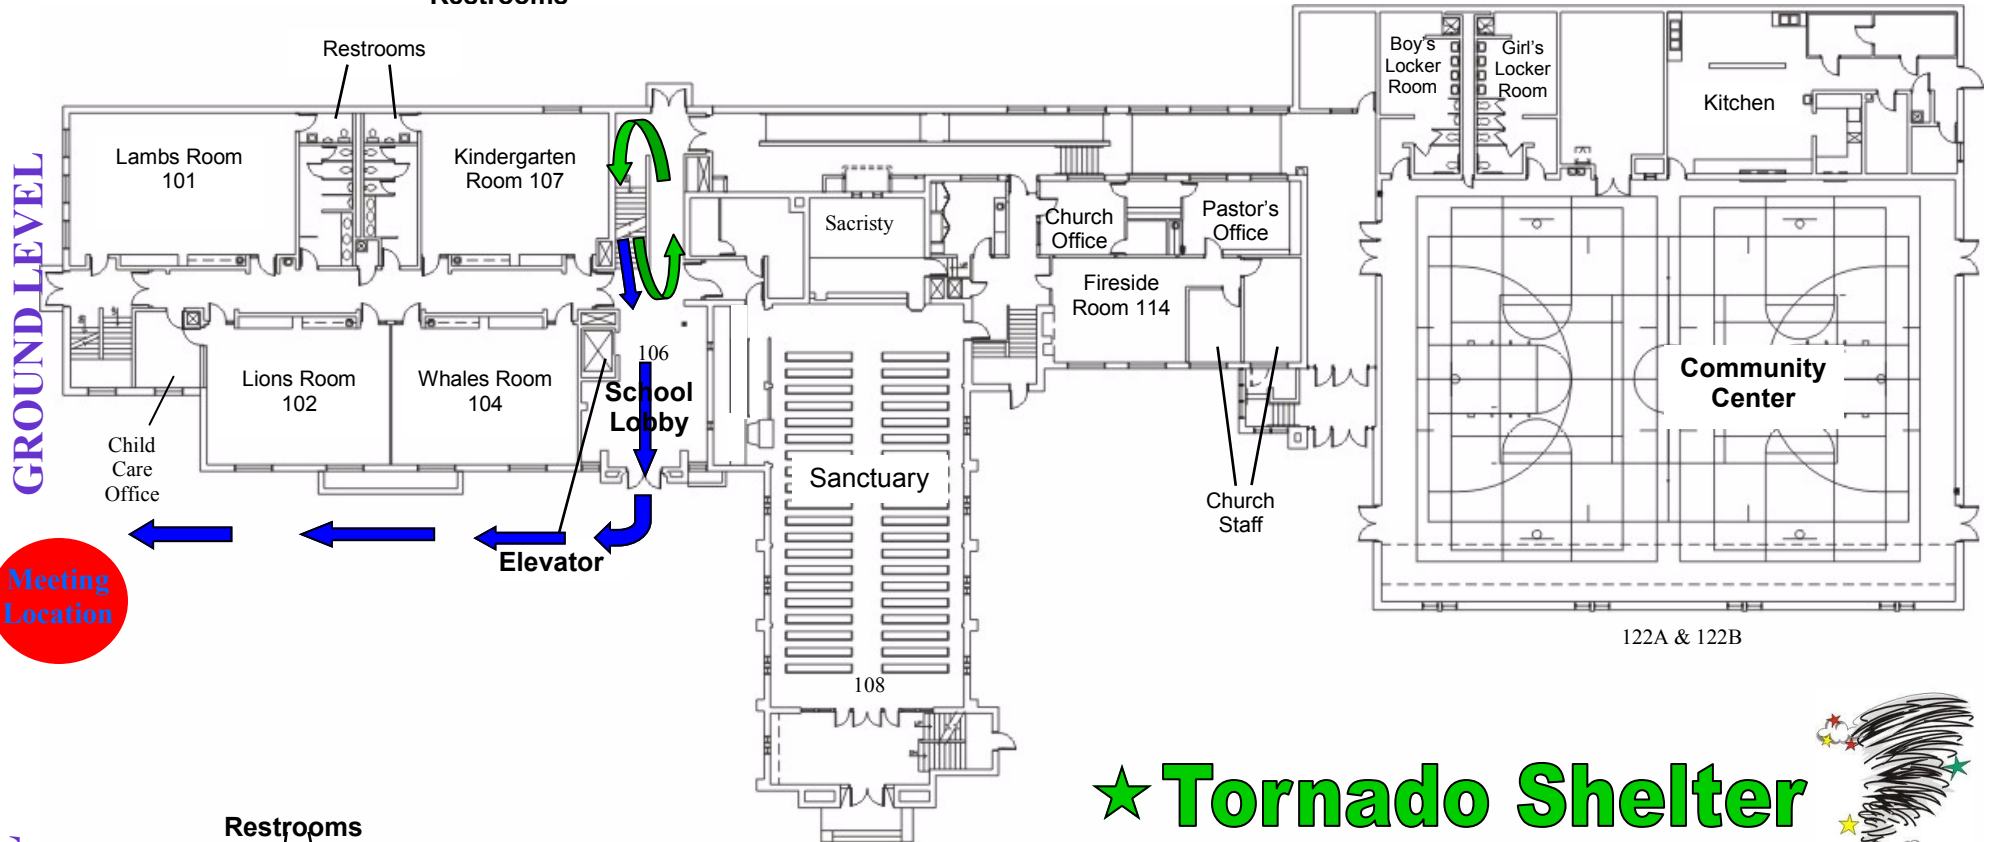 Restrooms
Restrooms
Boy's
Locker
Room
Girl's
Locker
Room
Kitchen
Lambs Room
101
Kindergarten
Room 107
GROUND LEVEL
Sacristy
Church
Office
Pastor's
Office
Fireside
Room 114
106
School
Lobby
Lions Room
102
Whales Room
104
Community
Center
Child
Care
Office
Sanctuary
Church
Staff
Elevator
Meeting
Location
122A & 122B
108
Tornado Shelter
Restrooms